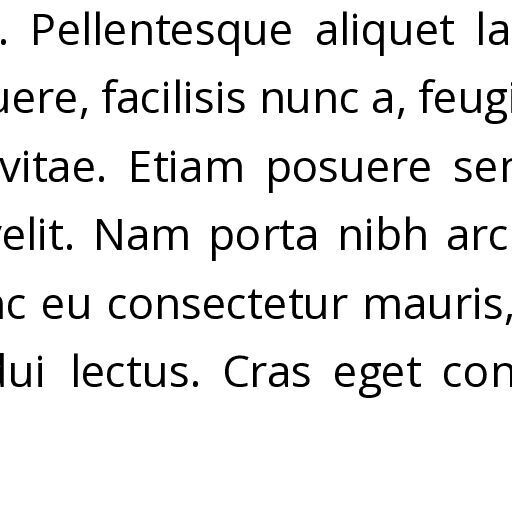 . Pellentesque aliquet la
uere, facilisis nunc a, feugi
vitae. Etiam posuere sen
velit. Nam porta nibh arc
nc eu consectetur mauris,
dui lectus. Cras eget con